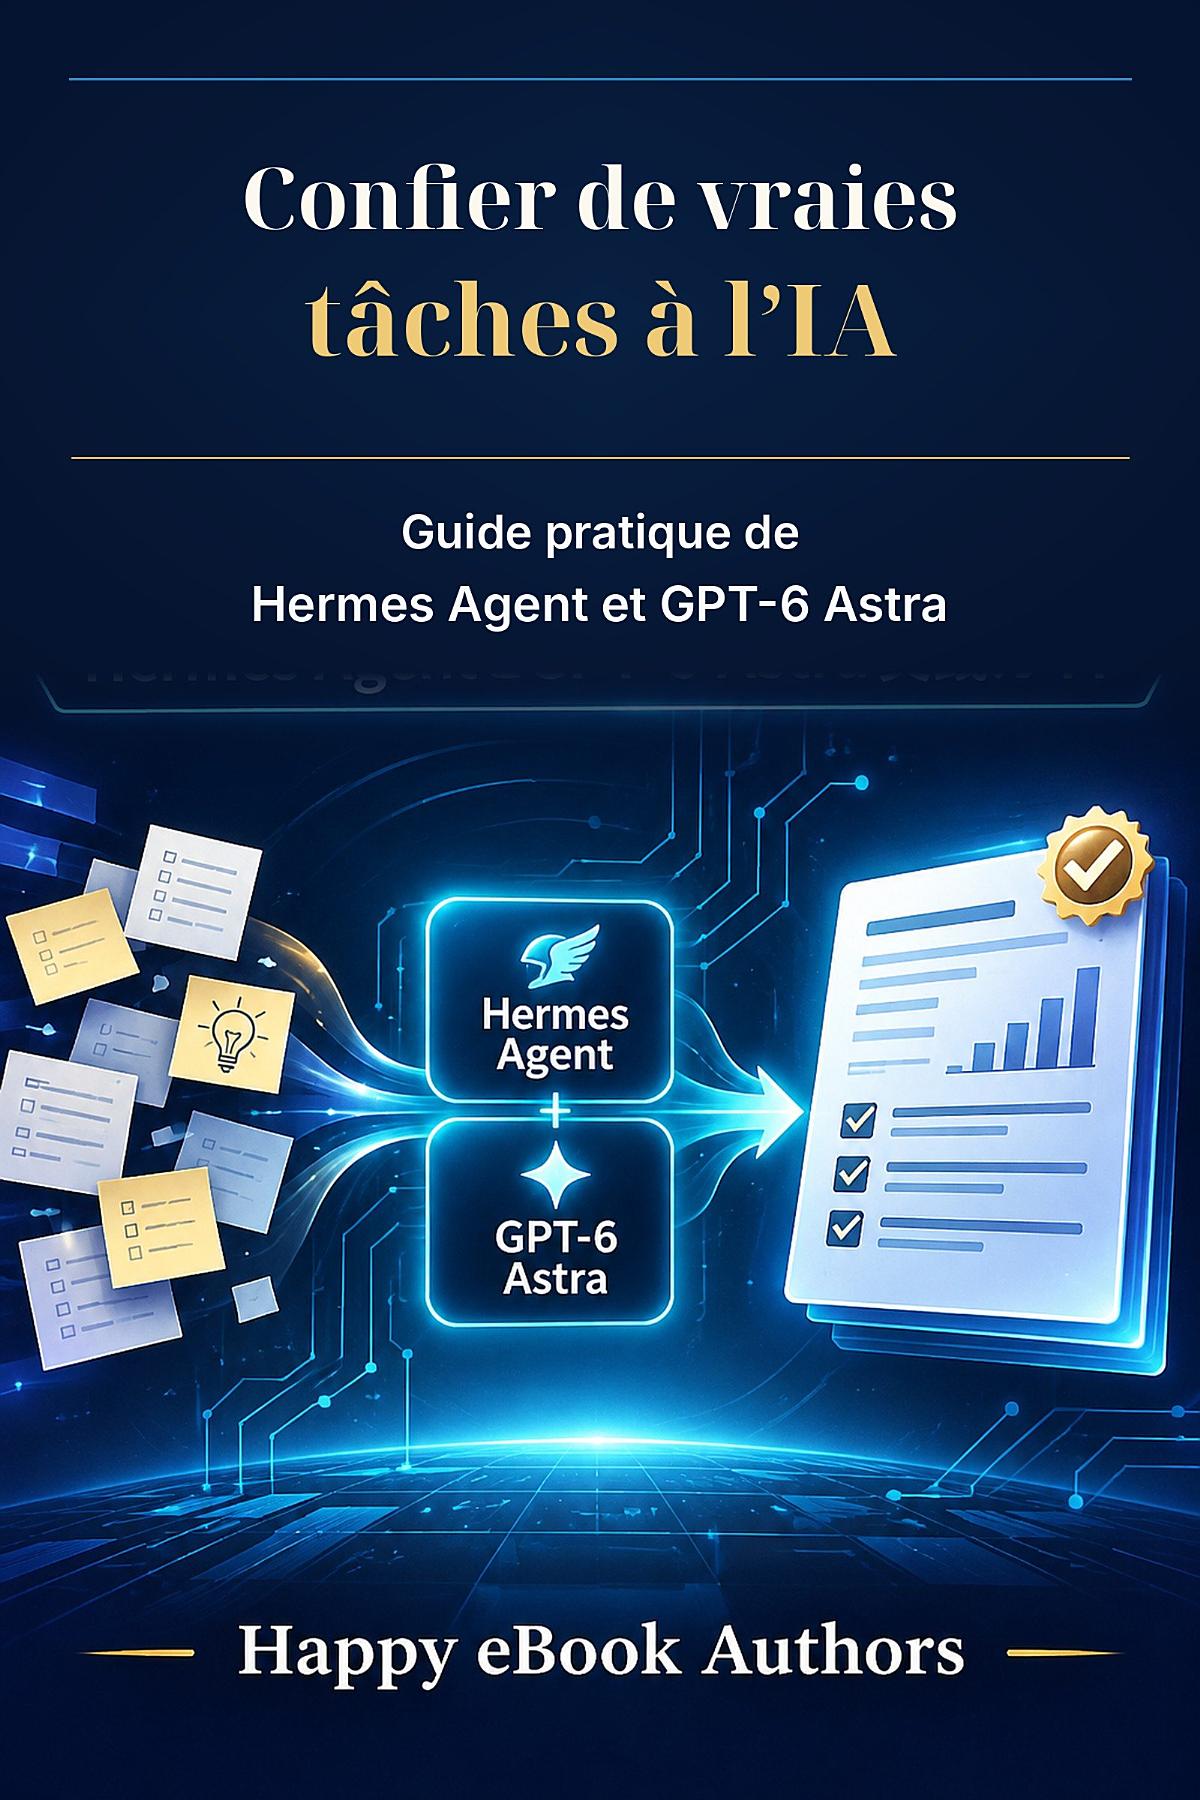 Confier de vraies
tâches à l’IA
Guide pratique de
Hermes Agent et GPT-6 Astra
Hermes
Agent
+
GPT-6
Astra
Happy eBook Authors